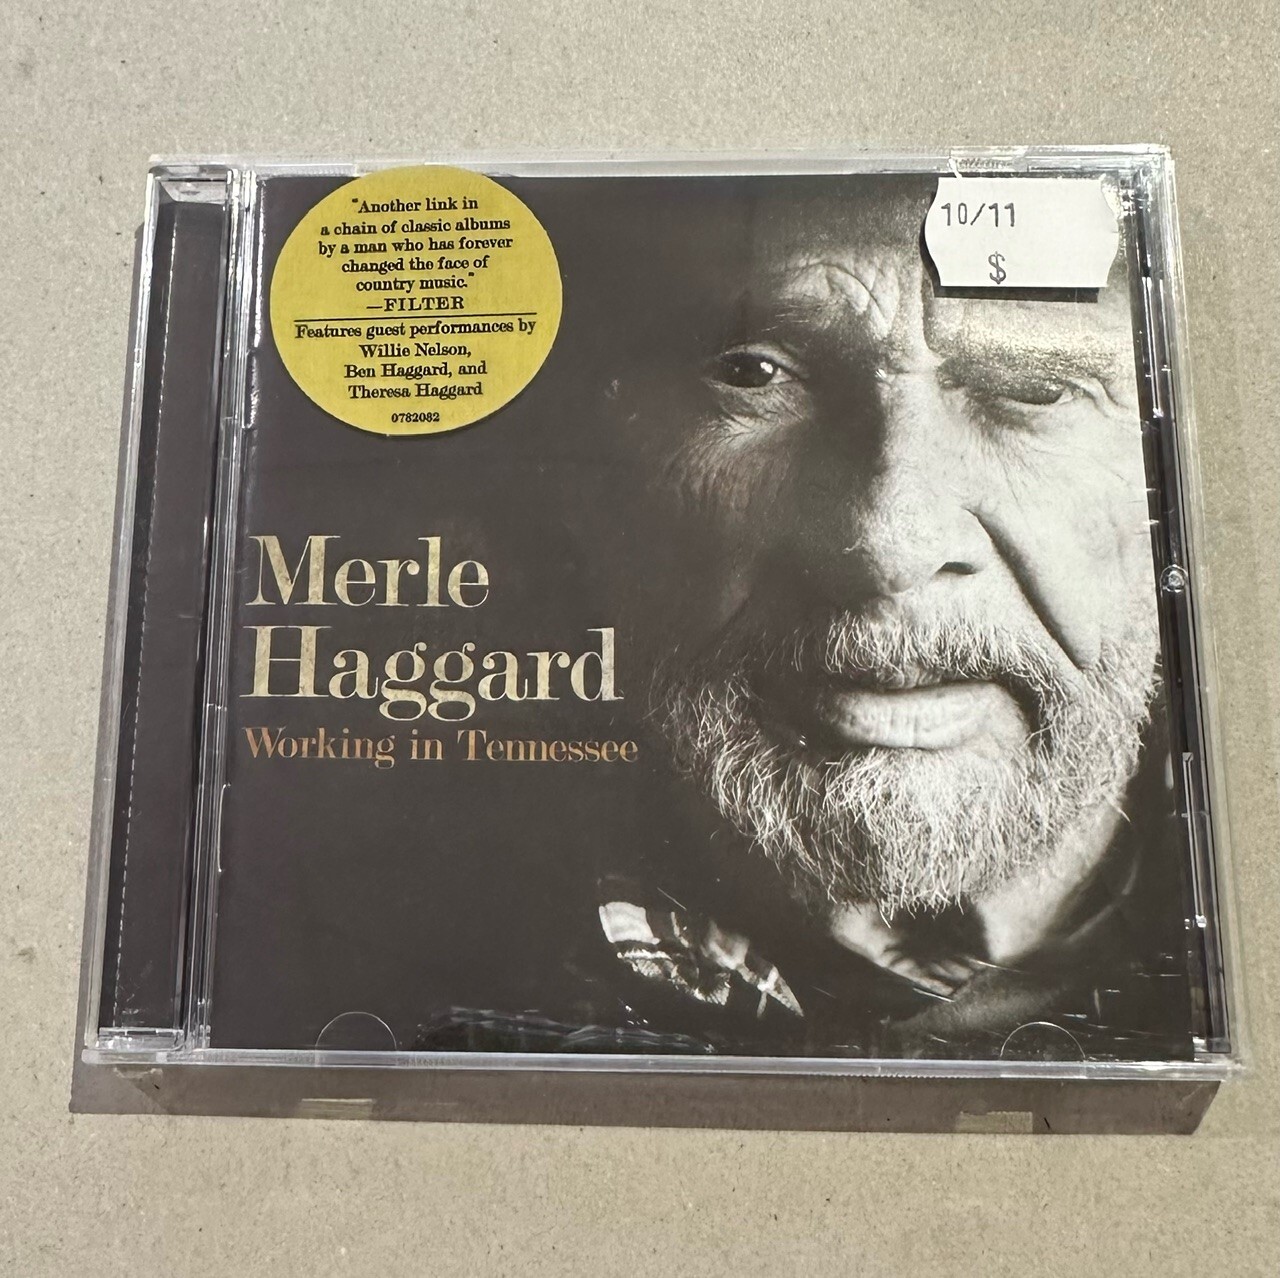 "Another link in
a chain of classic albums
by a man who has forever
changed the face of
country music."
—FILTER
Features guest performances by
Willie Nelson,
Ben Haggard, and
Theresa Haggard
0782082
10/11
$
Merle
Haggard
Working in Tennessee